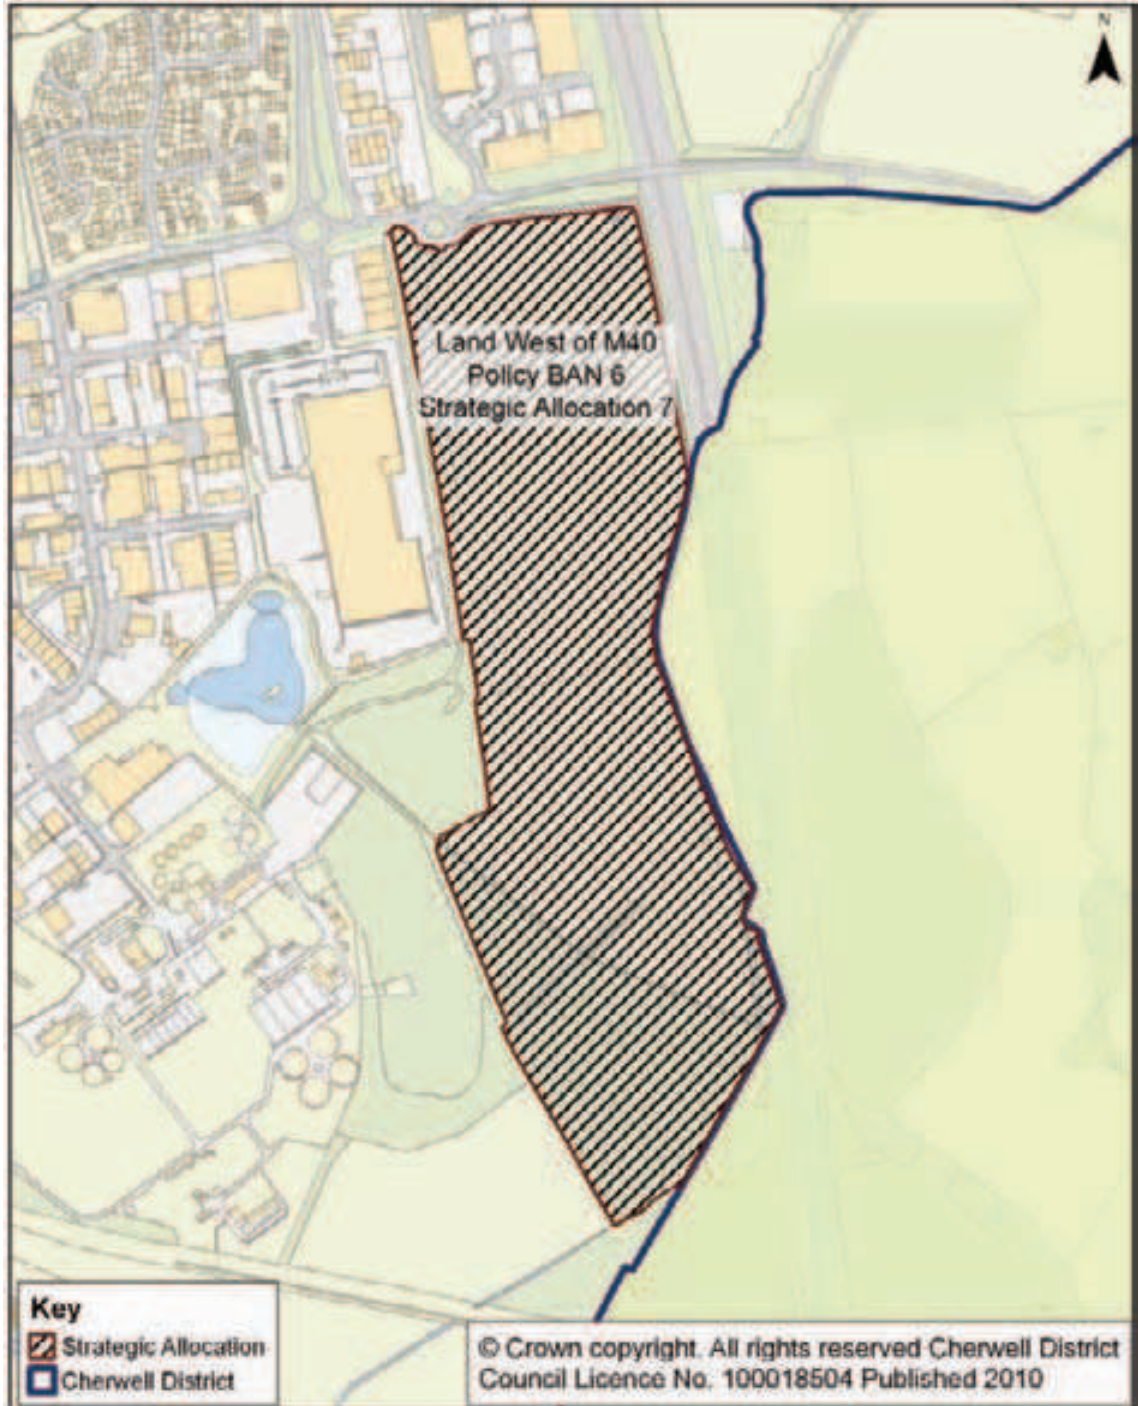 N
Land West of M40
Policy BAN 6
Strategic Allocation 7
Key
Strategic Allocation
Cherwell District
© Crown copyright. All rights reserved Cherwell District
Council Licence No. 100018504 Published 2010